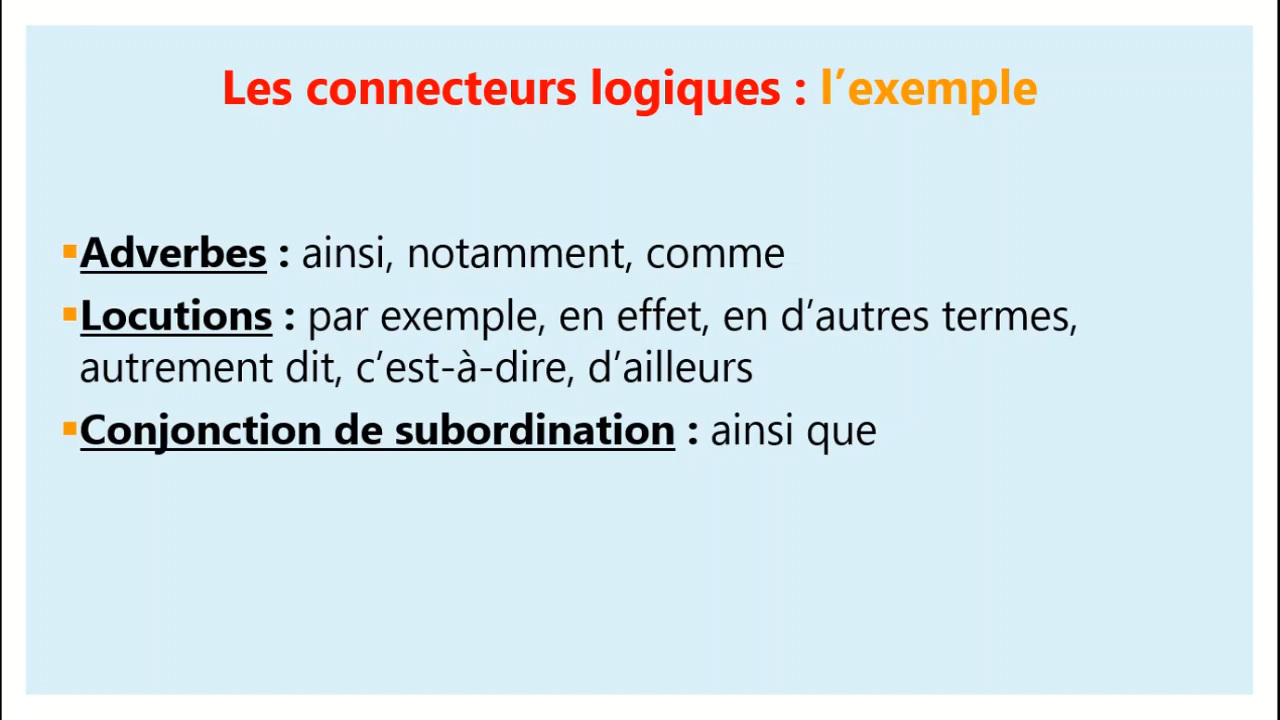 Les connecteurs logiques : l’exemple
▪Adverbes : ainsi, notamment, comme
▪Locutions : par exemple, en effet, en d’autres termes,
autrement dit, c’est-à-dire, d’ailleurs
▪Conjonction de subordination : ainsi que